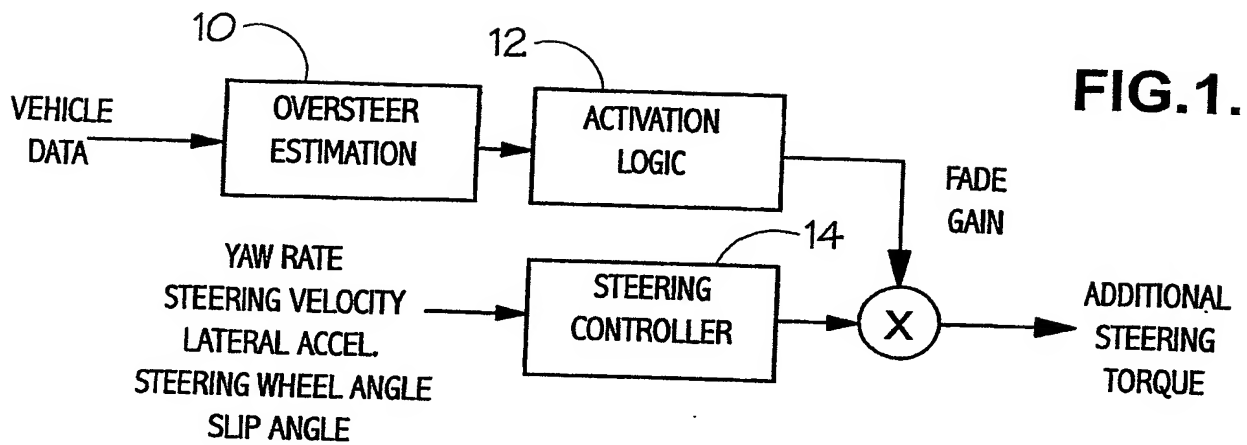 10
12
FIG.1.
VEHICLE
DATA
OVERSTEER
ESTIMATION
ACTIVATION
LOGIC
FADE
GAIN
14
YAW RATE
STEERING VELOCITY
LATERAL ACCEL.
STEERING WHEEL ANGLE
SLIP ANGLE
STEERING
CONTROLLER
X
ADDITIONAL
STEERING
TORQUE